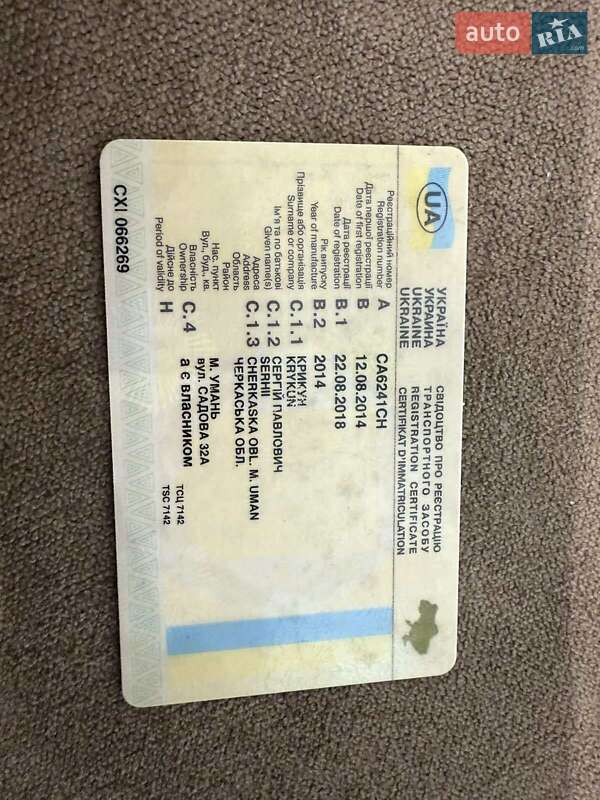 auto RIA .com
UA
УКРАЇНА
УКРАИНА
UKRAINE
UKRAINE
СВІДОЦТВО ПРО РЕЄСТРАЦІЮ
ТРАНСПОРТНОГО ЗАСОБУ
REGISTRATION CERTIFICATE
CERTIFIKAT D'IMMATRICULATION
Реєстраційний номер
Registration number
A CA6241CH
Дата першої реєстрації
Date of first registration
B 12.08.2014
Дата реєстрації
Date of registration
B.1 22.08.2018
Рік випуску
Year of manufacture
B.2 2014
Прізвище або організація
Surname or company
C.1.1 КРИКУН
KRYKUN
Ім'я та по батькові
Given name(s)
C.1.2 СЕРГІЙ ПАВЛОВИЧ
SERHII
Адреса
Address
C.1.3 CHERKASKA OBL. M. UMAN
Область
ЧЕРКАСЬКА ОБЛ.
Район
Нас. пункт
М. УМАНЬ
Вул., буд., кв.
вул. САДОВА 32А
Власність
Ownership
C.4 а є власником
Дійсне до
Period of validity
H
ТСЦ 7142
TSC 7142
CXI 066269